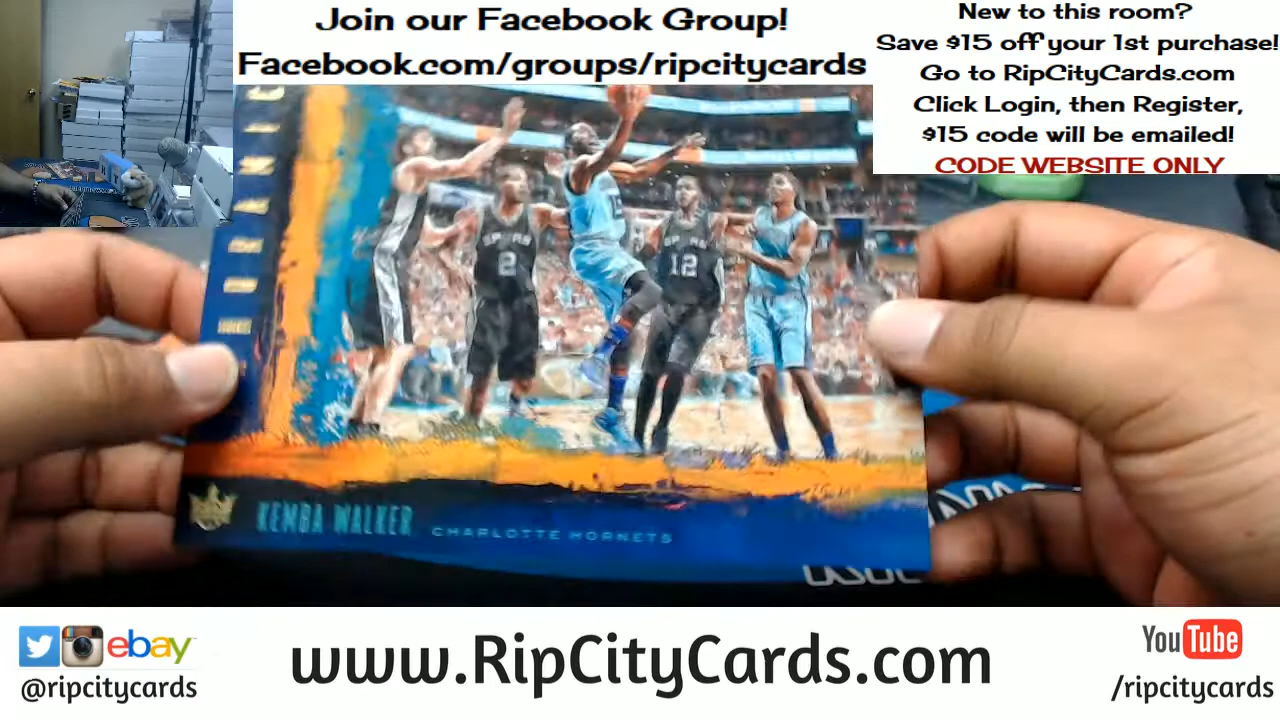 Join our Facebook Group!
Facebook.com/groups/ripcitycards
New to this room?
Save $15 off your 1st purchase!
Go to RipCityCards.com
Click Login, then Register,
$15 code will be emailed!
CODE WEBSITE ONLY
SPURS
2
SPURS
12
KEMBA WALKER CHARLOTTE HORNETS
ebay
@ripcitycards
www.RipCityCards.com
YouTube
/ripcitycards